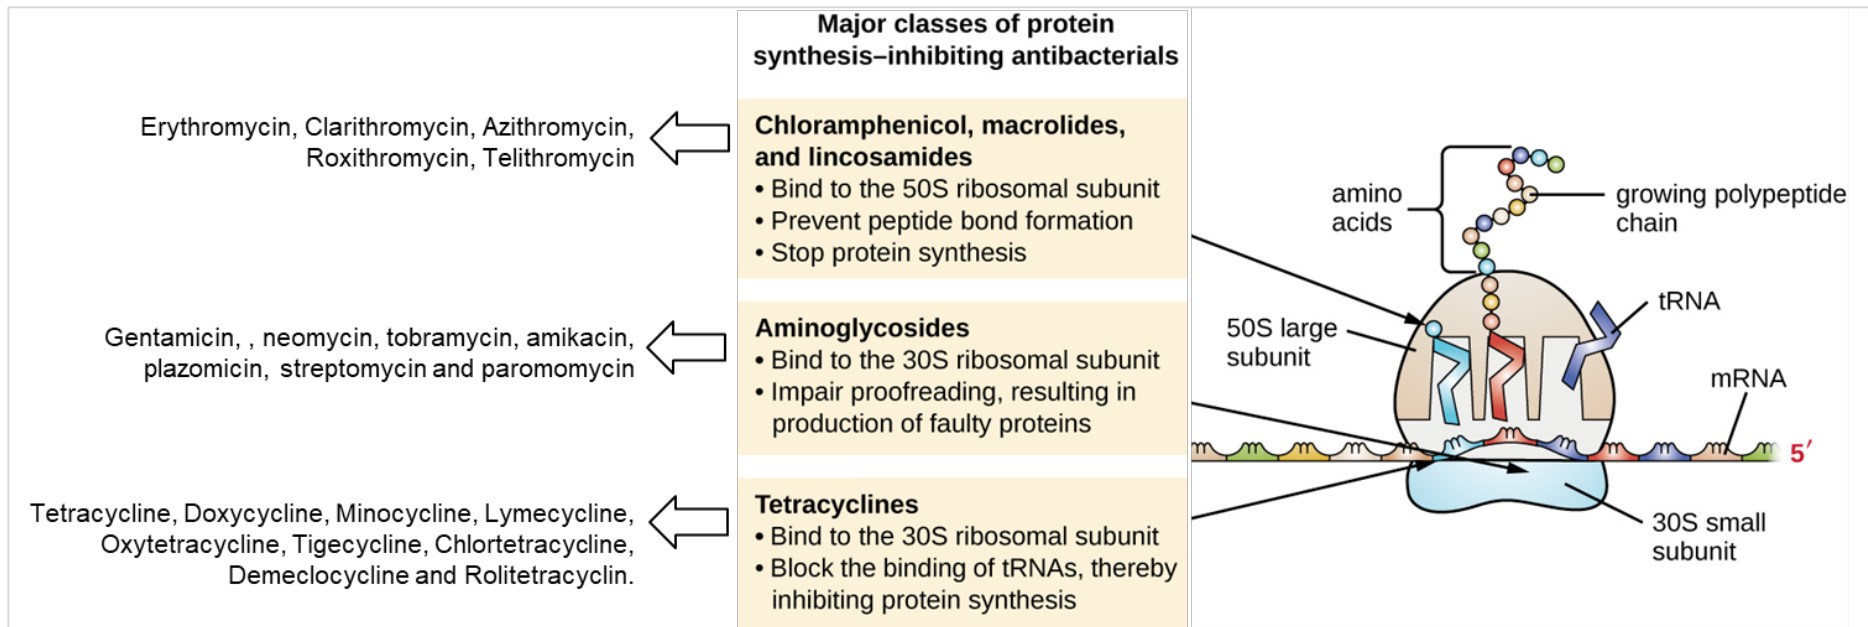 Major classes of protein
synthesis–inhibiting antibacterials
Erythromycin, Clarithromycin, Azithromycin,
Roxithromycin, Telithromycin
Chloramphenicol, macrolides,
and lincosamides
• Bind to the 50S ribosomal subunit
• Prevent peptide bond formation
• Stop protein synthesis
Gentamicin, , neomycin, tobramycin, amikacin,
plazomicin, streptomycin and paromomycin
Aminoglycosides
• Bind to the 30S ribosomal subunit
• Impair proofreading, resulting in
production of faulty proteins
Tetracycline, Doxycycline, Minocycline, Lymecycline,
Oxytetracycline, Tigecycline, Chlortetracycline,
Demeclocycline and Rolitetracyclin.
Tetracyclines
• Bind to the 30S ribosomal subunit
• Block the binding of tRNAs, thereby
inhibiting protein synthesis
amino
acids
growing polypeptide
chain
50S large
subunit
tRNA
mRNA
5′
30S small
subunit